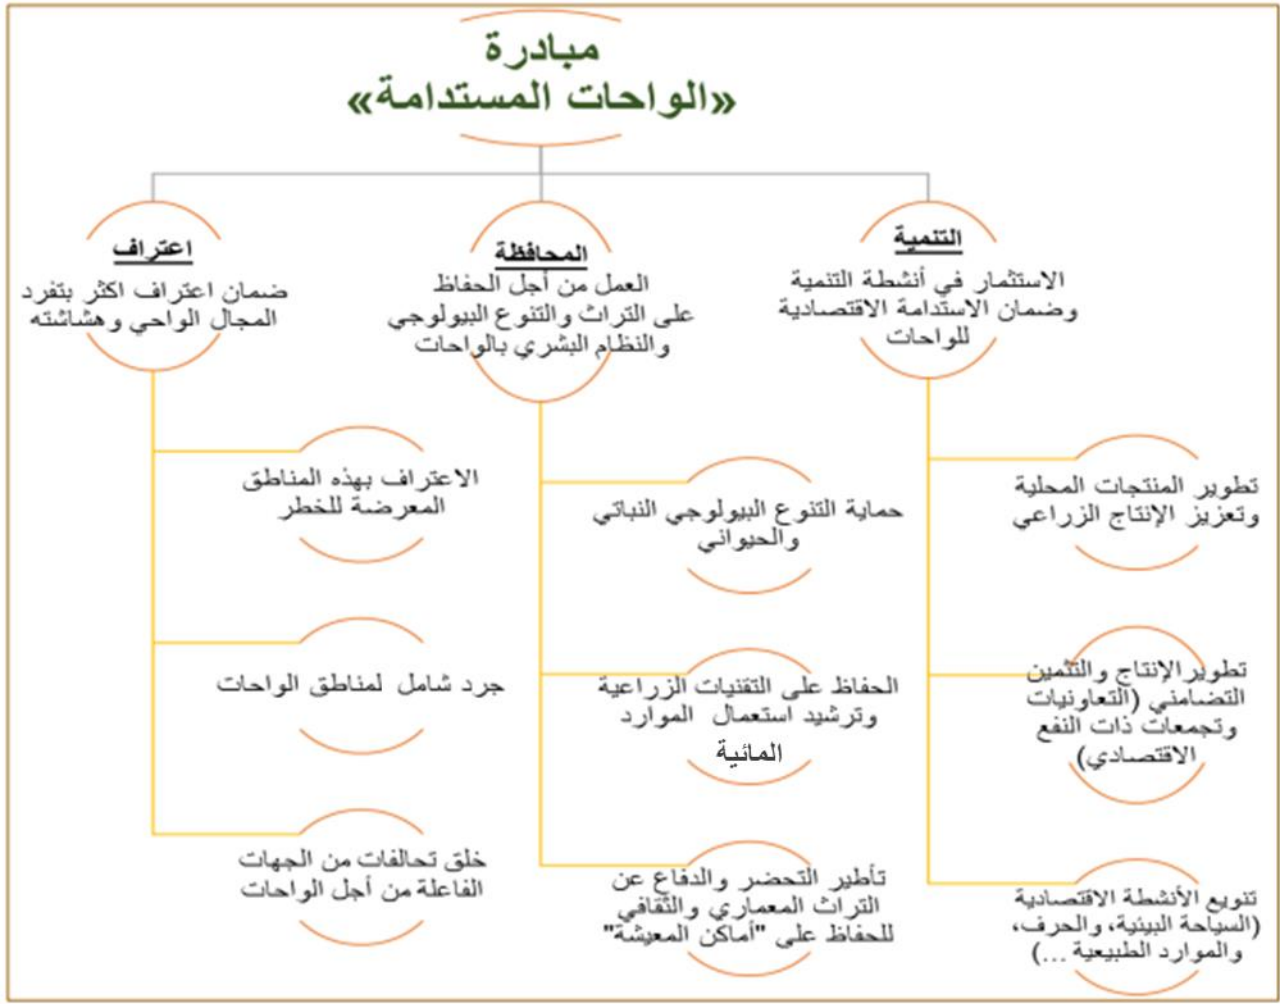 مبادرة
«الواحات المستدامة»
التنمية
الاستثمار في أنشطة التنمية
وضمان الاستدامة الاقتصادية
للواحات
تطوير المنتجات المحلية
وتعزيز الإنتاج الزراعي
تطوير الإنتاج والتثمين
التضامني (التعاونيات
وتجمعات ذات النفع
الاقتصادي)
تنويع الأنشطة الاقتصادية
(السياحة البيئية، والحرف،
والموارد الطبيعية ...)
المحافظة
العمل من أجل الحفاظ
على التراث والتنوع البيولوجي
والنظام البشري بالواحات
حماية التنوع البيولوجي النباتي
والحيواني
الحفاظ على التقنيات الزراعية
وترشيد استعمال الموارد
المائية
تأطير التحضر والدفاع عن
التراث المعماري والثقافي
للحفاظ على "أماكن المعيشة"
اعتراف
ضمان اعتراف اكثر بتفرد
المجال الواحي وهشاشته
الاعتراف بهذه المناطق
المعرضة للخطر
جرد شامل لمناطق الواحات
خلق تحالفات من الجهات
الفاعلة من أجل الواحات